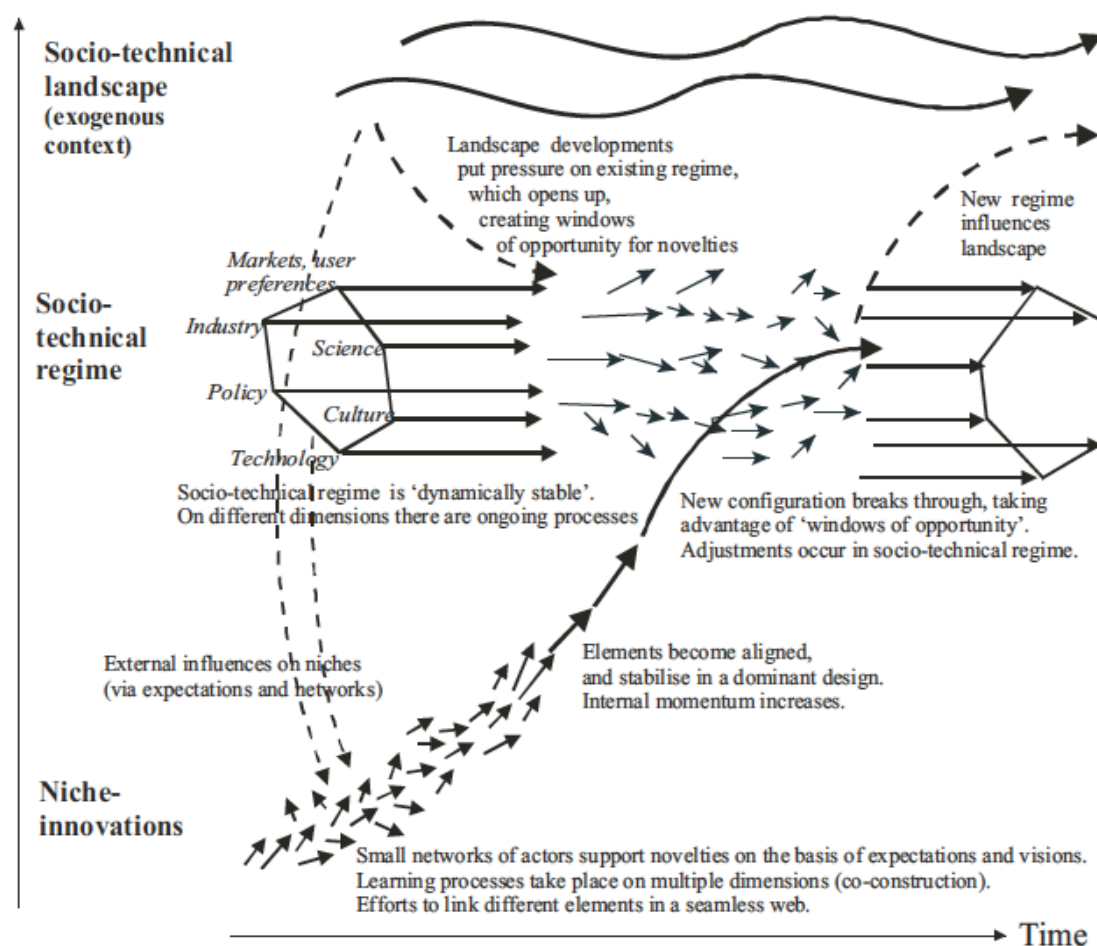 Socio-technical
landscape
(exogenous
context)
Landscape developments
put pressure on existing regime,
which opens up,
creating windows
of opportunity for novelties
New regime
influences
landscape
Markets, user
preferences
Industry
Science
Policy
Culture
Technology
Socio-
technical
regime
Socio-technical regime is ‘dynamically stable’.
On different dimensions there are ongoing processes
New configuration breaks through, taking
advantage of ‘windows of opportunity’.
Adjustments occur in socio-technical regime.
External influences on niches
(via expectations and networks)
Elements become aligned,
and stabilise in a dominant design.
Internal momentum increases.
Niche-
innovations
Small networks of actors support novelties on the basis of expectations and visions.
Learning processes take place on multiple dimensions (co-construction).
Efforts to link different elements in a seamless web.
Time